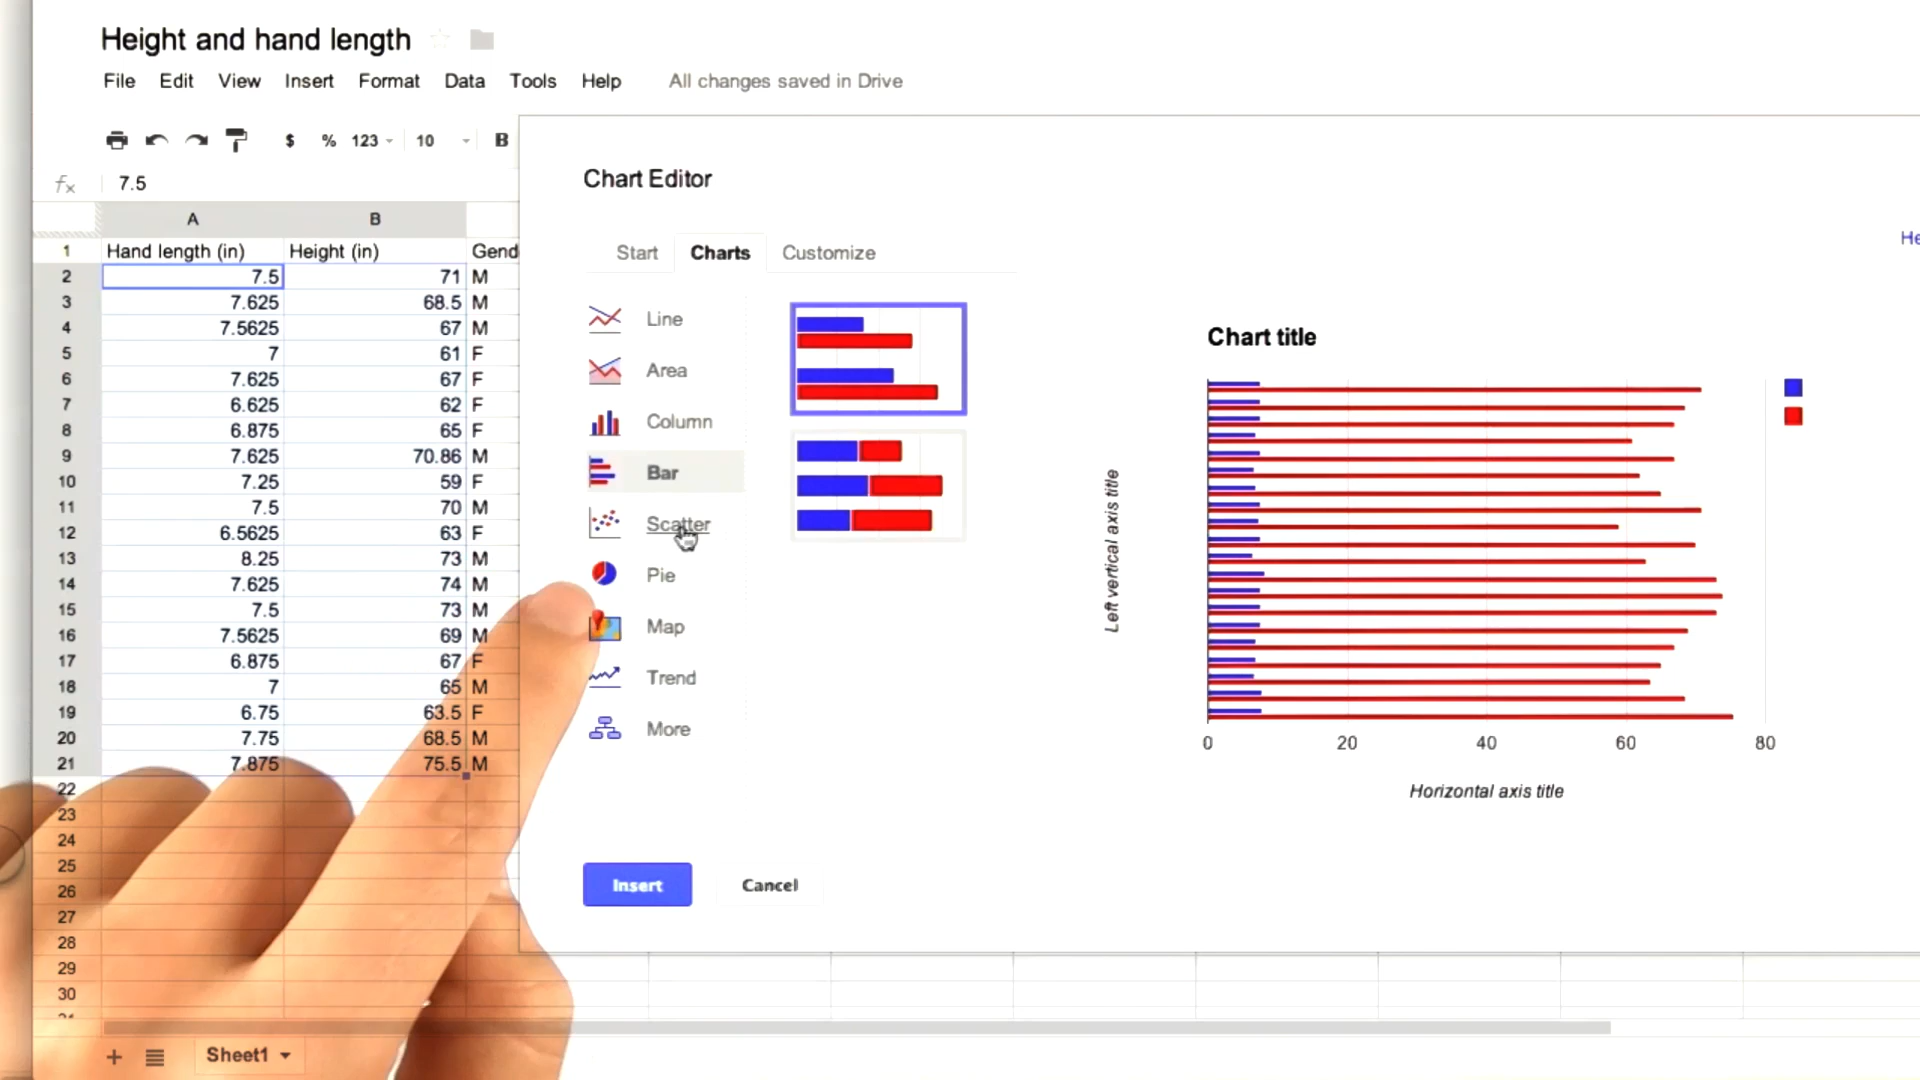 Height and hand length
File Edit View Insert Format Data Tools Help All changes saved in Drive
$ % 123 10 B
fx 7.5
Chart Editor
A B
Start Charts Customize
1 Hand length (in) Height (in) Gend
2 7.5 71 M
3 7.625 68.5 M
4 7.5625 67 M
5 7 61 F
6 7.625 67 F
7 6.625 62 F
8 6.875 65 F
9 7.625 70.86 M
10 7.25 59 F
11 7.5 70 M
12 6.5625 63 F
13 8.25 73 M
14 7.625 74 M
15 7.5 73 M
16 7.5625 69 M
17 6.875 67 F
18 7 65 M
19 6.75 63.5 F
20 7.75 68.5 M
21 7.875 75.5 M
22
23
24
25
26
27
28
29
30
Line
Area
Column
Bar
Scatter
Pie
Map
Trend
More
Insert Cancel
He
Chart title
Left vertical axis title
0 20 40 60 80
Horizontal axis title
+ Sheet1